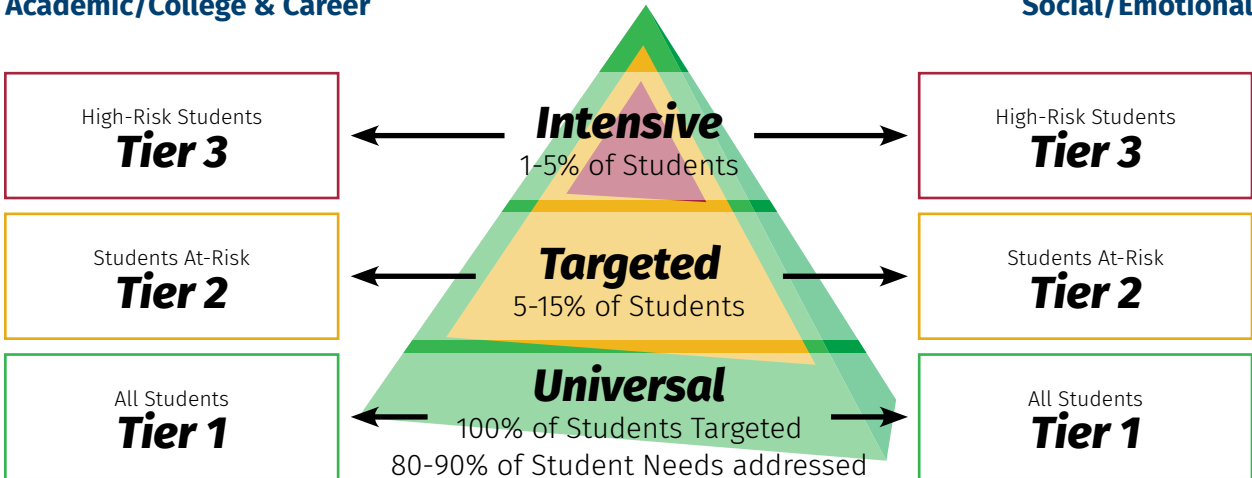 Academic/College & Career
Social/Emotional
High-Risk Students
Tier 3
Intensive
1-5% of Students
High-Risk Students
Tier 3
Students At-Risk
Tier 2
Targeted
5-15% of Students
Students At-Risk
Tier 2
All Students
Tier 1
Universal
100% of Students Targeted
80-90% of Student Needs addressed
All Students
Tier 1